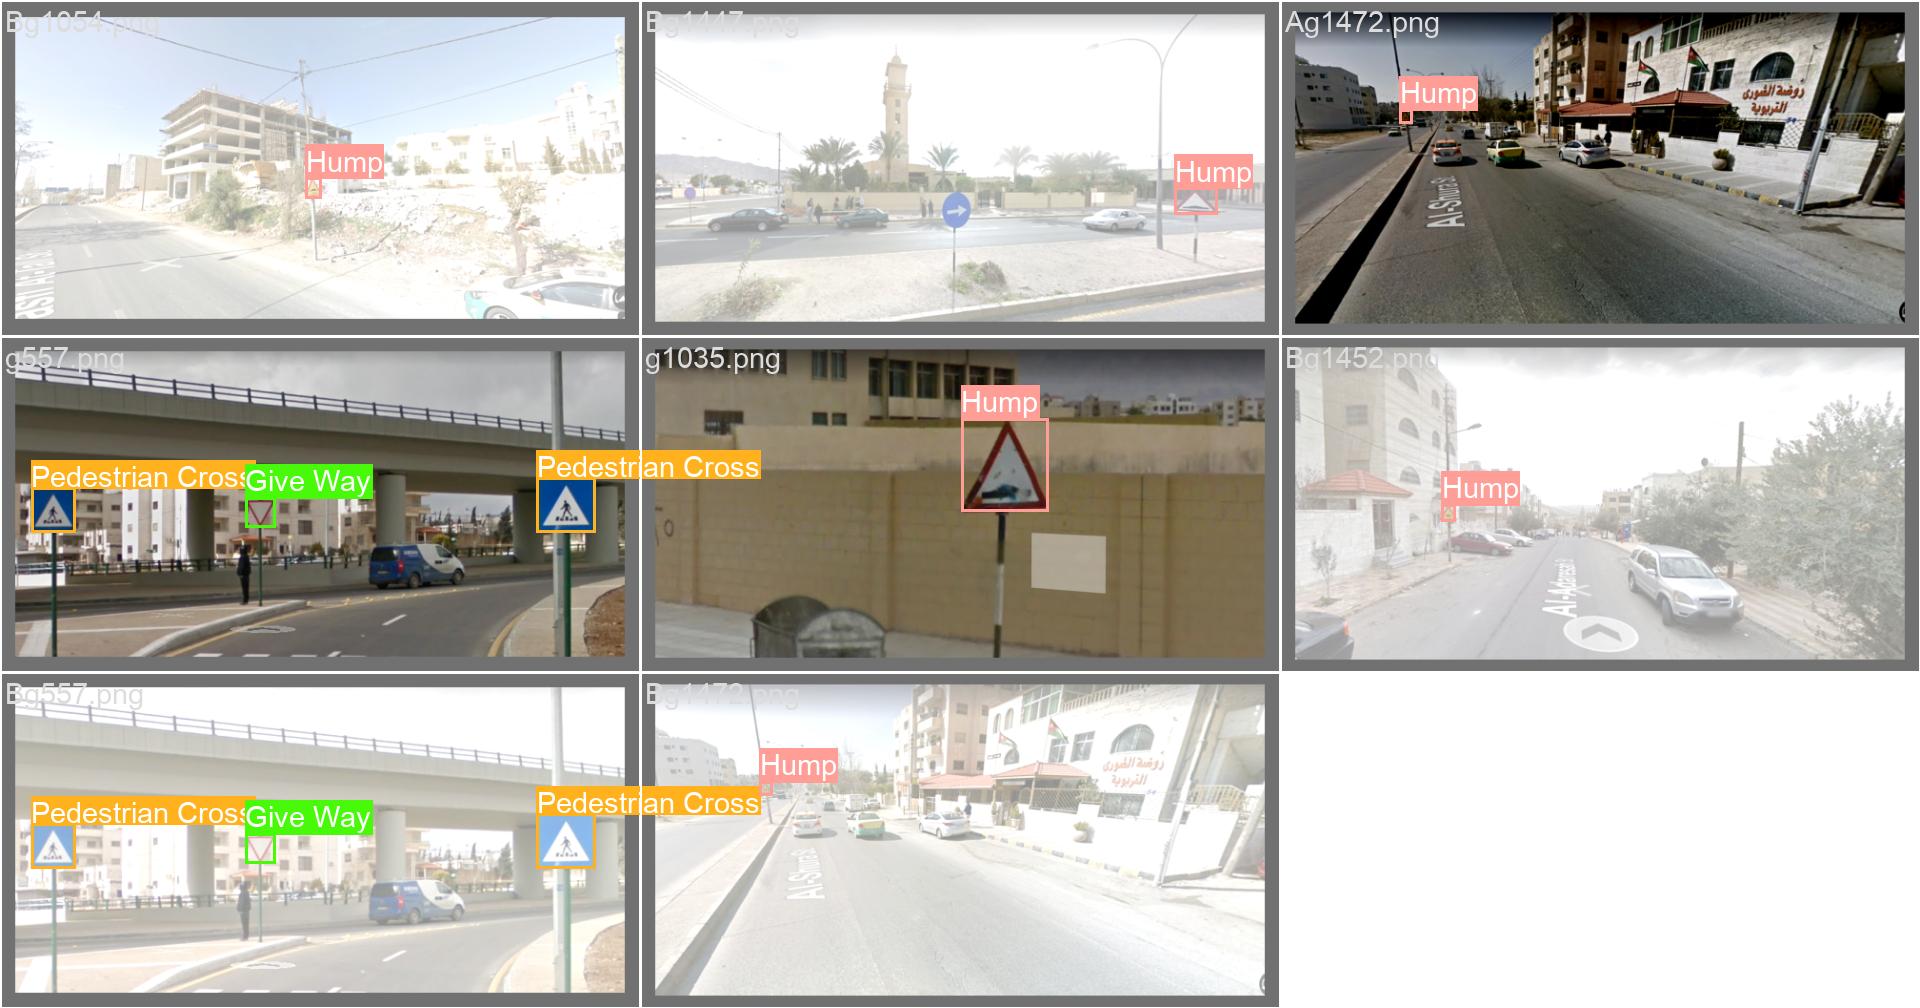 Bg1054.png
Hump
Bg1447.png
Hump
Ag1472.png
Hump
روضة الشورى
التربوية
Al-Shura St
g557.png
Pedestrian Cross
Give Way
Pedestrian Cross
g1035.png
Hump
Bg1452.png
Hump
Bg557.png
Pedestrian Cross
Give Way
Pedestrian Cross
Bg1472.png
Hump
روضة الشورى
التربوية
Al-Shura St